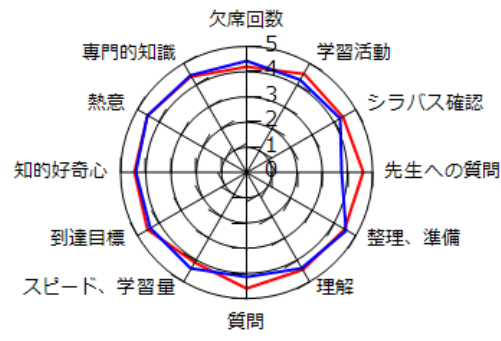 欠席回数
学習活動
シラバス確認
先生への質問
整理、準備
理解
質問
スピード、学習量
到達目標
知的好奇心
熱意
専門的知識
5
4
3
2
1
0